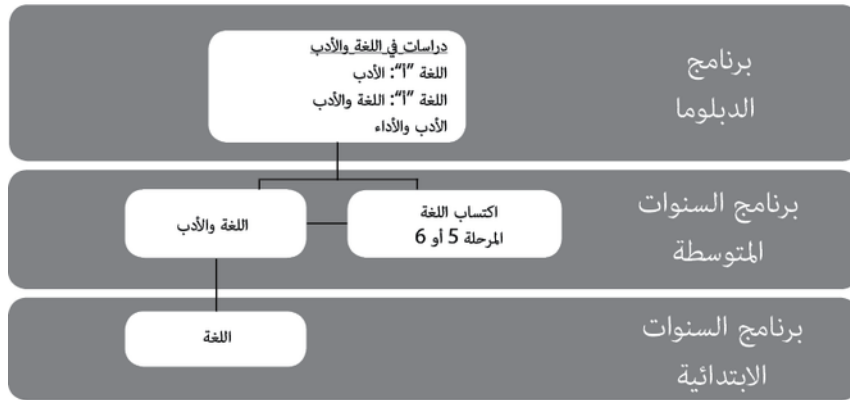 برنامج
الدبلوما
دراسات في اللغة والأدب
اللغة "أ": الأدب
اللغة "أ": اللغة والأدب
الأدب والأداء
برنامج السنوات
المتوسطة
اكتساب اللغة
المرحلة 5 أو 6
اللغة والأدب
برنامج السنوات
الابتدائية
اللغة